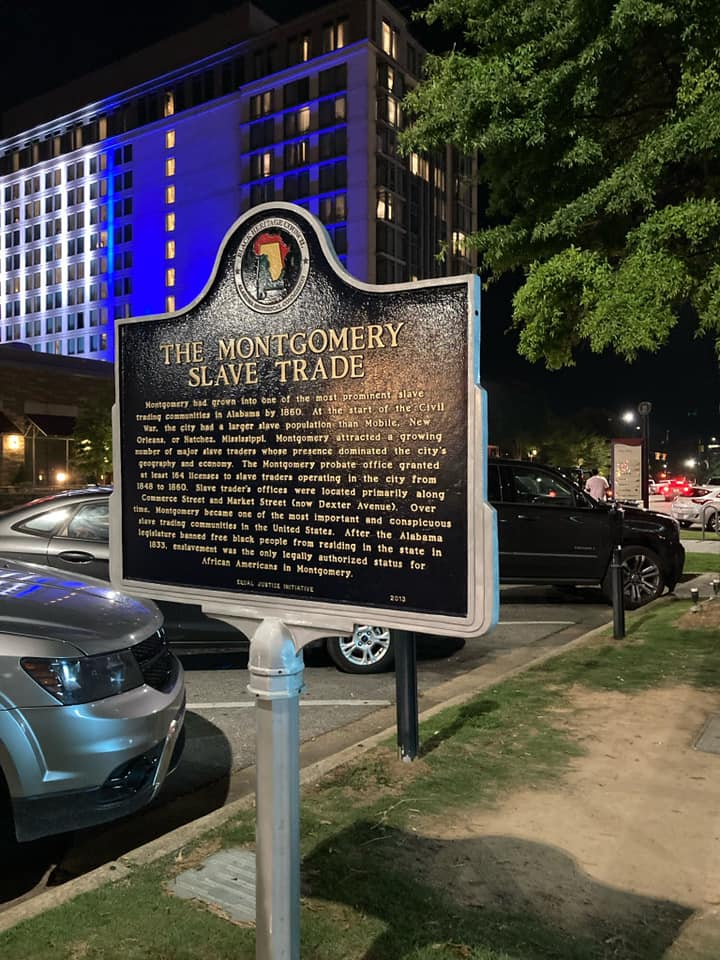 BLACK HERITAGE COUNCIL
THE MONTGOMERY
SLAVE TRADE
Montgomery had grown into one of the most prominent slave
trading communities in Alabama by 1860. At the start of the Civil
War, the city had a larger slave population than Mobile, New
Orleans, or Natchez, Mississippi. Montgomery attracted a growing
number of major slave traders whose presence dominated the city's
geography and economy. The Montgomery probate office granted
at least 164 licenses to slave traders operating in the city from
1848 to 1860. Slave trader's offices were located primarily along
Commerce Street and Market Street (now Dexter Avenue). Over
time, Montgomery became one of the most important and conspicuous
slave trading communities in the United States. After the Alabama
legislature banned free black people from residing in the state in
1833, enslavement was the only legally authorized status for
African Americans in Montgomery.
EQUAL JUSTICE INITIATIVE
2013